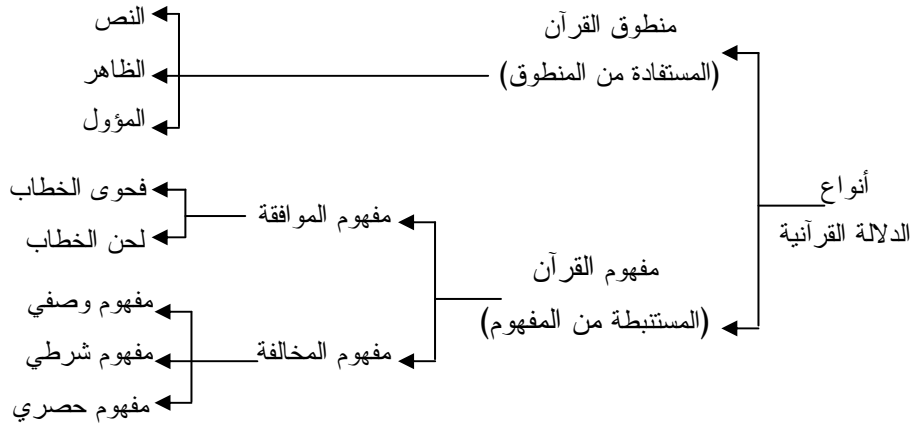 أنواع
الدلالة القرآنية
منطوق القرآن
(المستفادة من المنطوق)
النص
الظاهر
المؤول
مفهوم القرآن
(المستنبطة من المفهوم)
مفهوم الموافقة
فحوى الخطاب
لحن الخطاب
مفهوم المخالفة
مفهوم وصفي
مفهوم شرطي
مفهوم حصري